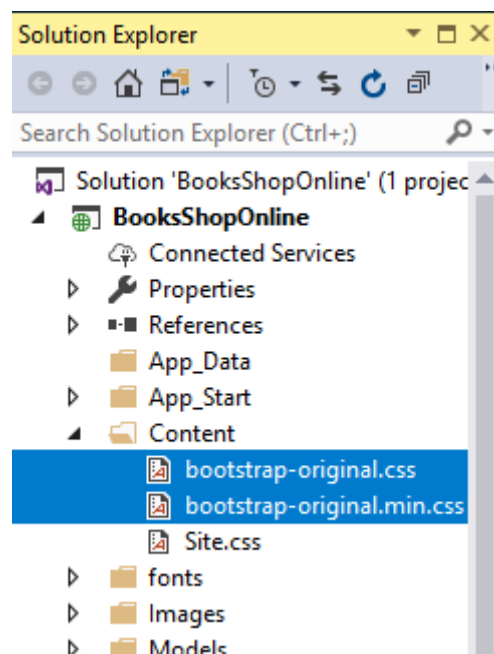 Solution Explorer
Search Solution Explorer (Ctrl+;)
Solution 'BooksShopOnline' (1 projec
BooksShopOnline
Connected Services
Properties
References
App_Data
App_Start
Content
bootstrap-original.css
bootstrap-original.min.css
Site.css
fonts
Images
Models